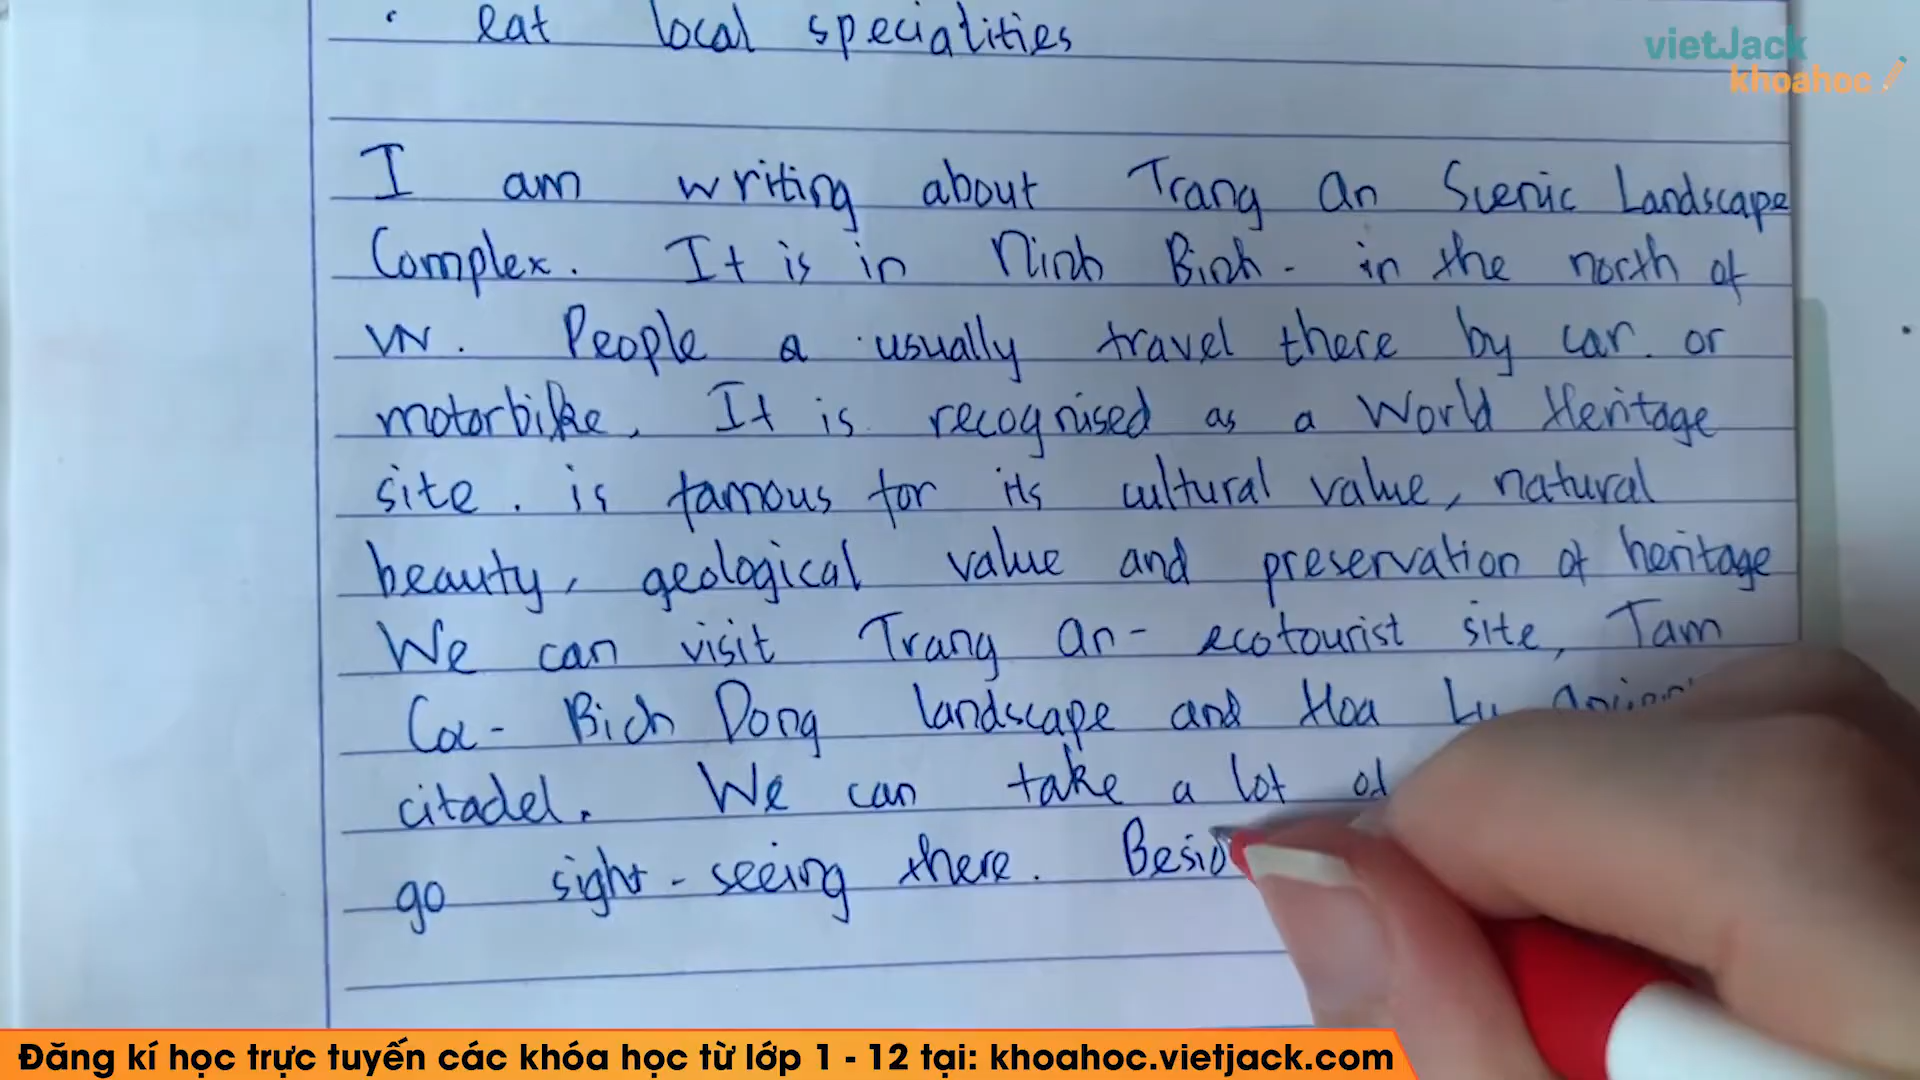 · eat local specialities
vietJack
khoahoc
I am writing about Trang An Scenic Landscape
Complex. It is in Ninh Binh - in the north of
VN. People a usually travel there by car or
motorbike. It is recognised as a World Heritage
site. is famous for its cultural value, natural
beauty, geological value and preservation of heritage
We can visit Trang An - ecotourist site, Tam
Coc - Bich Dong landscape and Hoa Lu
citadel. We can take a lot of
go sight-seeing there. Besid
Đăng kí học trực tuyến các khóa học từ lớp 1 - 12 tại: khoahoc.vietjack.com